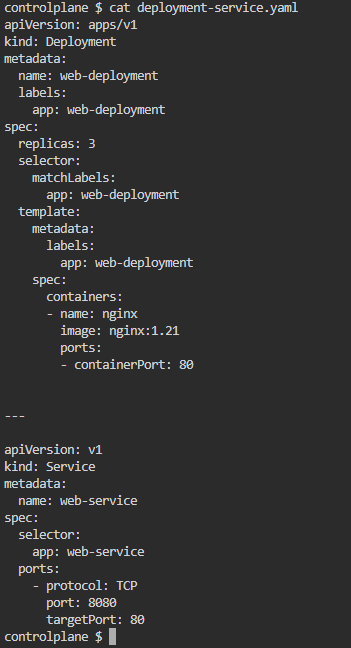 controlplane $ cat deployment-service.yaml
apiVersion: apps/v1
kind: Deployment
metadata:
  name: web-deployment
  labels:
    app: web-deployment
spec:
  replicas: 3
  selector:
    matchLabels:
      app: web-deployment
  template:
    metadata:
      labels:
        app: web-deployment
    spec:
      containers:
      - name: nginx
        image: nginx:1.21
        ports:
        - containerPort: 80


---

apiVersion: v1
kind: Service
metadata:
  name: web-service
spec:
  selector:
    app: web-service
  ports:
    - protocol: TCP
      port: 8080
      targetPort: 80
controlplane $